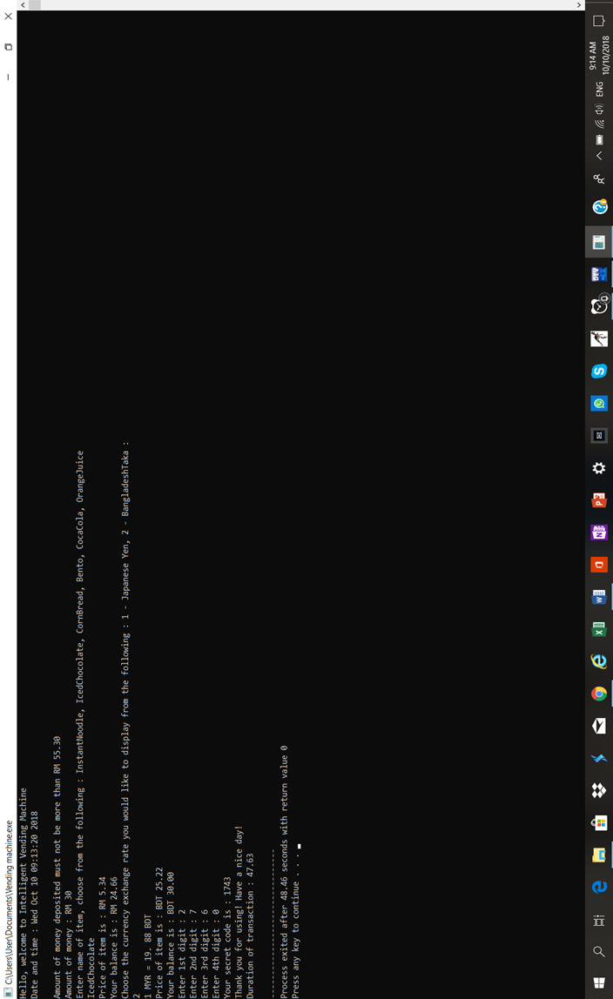 C:\Users\User\Documents\Vending machine.exe
Hello, welcome to Intelligent Vending Machine
Date and time : Wed Oct 10 09:13:20 2018
Amount of money deposited must not be more than RM 55.30
Amount of money : RM 30
Enter name of item, choose from the following : InstantNoodle, IcedChocolate, CornBread, Bento, CocaCola, OrangeJuice
IcedChocolate
Price of item is : RM 5.34
Your balance is : RM 24.66
Choose the currency exchange rate you would like to display from the following : 1 - Japanese Yen, 2 - BangladeshTaka :
2
1 MYR = 19. 88 BDT
Price of item is : BDT 25.22
Your balance is : BDT 30.00
Enter 1st digit : 2
Enter 2nd digit : 7
Enter 3rd digit : 6
Enter 4th digit : 0
Your secret code is : 1743
Thank you for using! Have a nice day!
Duration of transaction : 47.63
--------------------------------
Process exited after 48.46 seconds with return value 0
Press any key to continue . . .
ENG
9:14 AM
10/10/2018